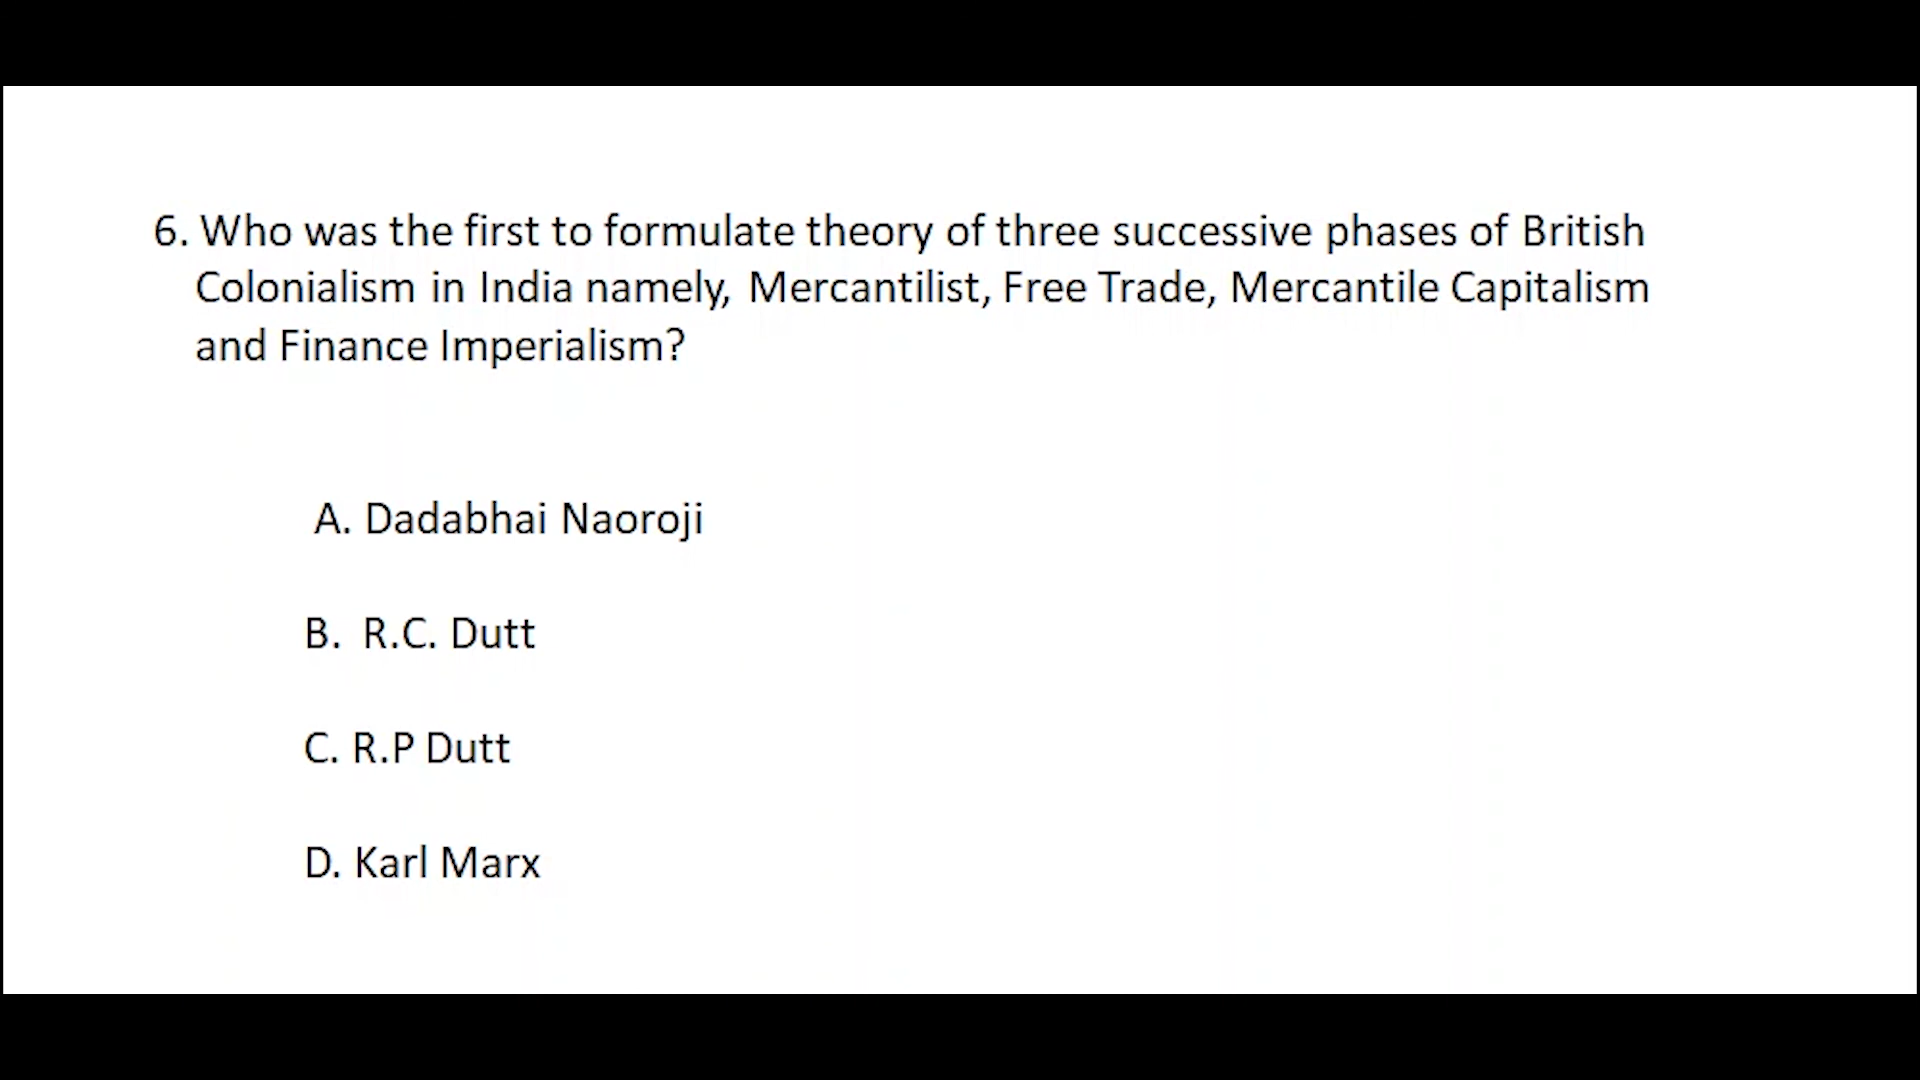 6. Who was the first to formulate theory of three successive phases of British
Colonialism in India namely, Mercantilist, Free Trade, Mercantile Capitalism
and Finance Imperialism?
A. Dadabhai Naoroji
B. R.C. Dutt
C. R.P Dutt
D. Karl Marx